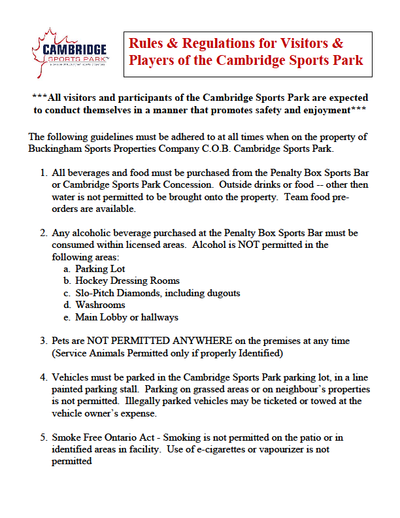 CAMBRIDGE
SPORTS PARK
Rules & Regulations for Visitors &
Players of the Cambridge Sports Park
***All visitors and participants of the Cambridge Sports Park are expected
to conduct themselves in a manner that promotes safety and enjoyment***
The following guidelines must be adhered to at all times when on the property of
Buckingham Sports Properties Company C.O.B. Cambridge Sports Park.
1. All beverages and food must be purchased from the Penalty Box Sports Bar
or Cambridge Sports Park Concession. Outside drinks or food -- other then
water is not permitted to be brought onto the property. Team food pre-
orders are available.
2. Any alcoholic beverage purchased at the Penalty Box Sports Bar must be
consumed within licensed areas. Alcohol is NOT permitted in the
following areas:
a. Parking Lot
b. Hockey Dressing Rooms
c. Slo-Pitch Diamonds, including dugouts
d. Washrooms
e. Main Lobby or hallways
3. Pets are NOT PERMITTED ANYWHERE on the premises at any time
(Service Animals Permitted only if properly Identified)
4. Vehicles must be parked in the Cambridge Sports Park parking lot, in a line
painted parking stall. Parking on grassed areas or on neighbour's properties
is not permitted. Illegally parked vehicles may be ticketed or towed at the
vehicle owner's expense.
5. Smoke Free Ontario Act - Smoking is not permitted on the patio or in
identified areas in facility. Use of e-cigarettes or vapourizer is not
permitted